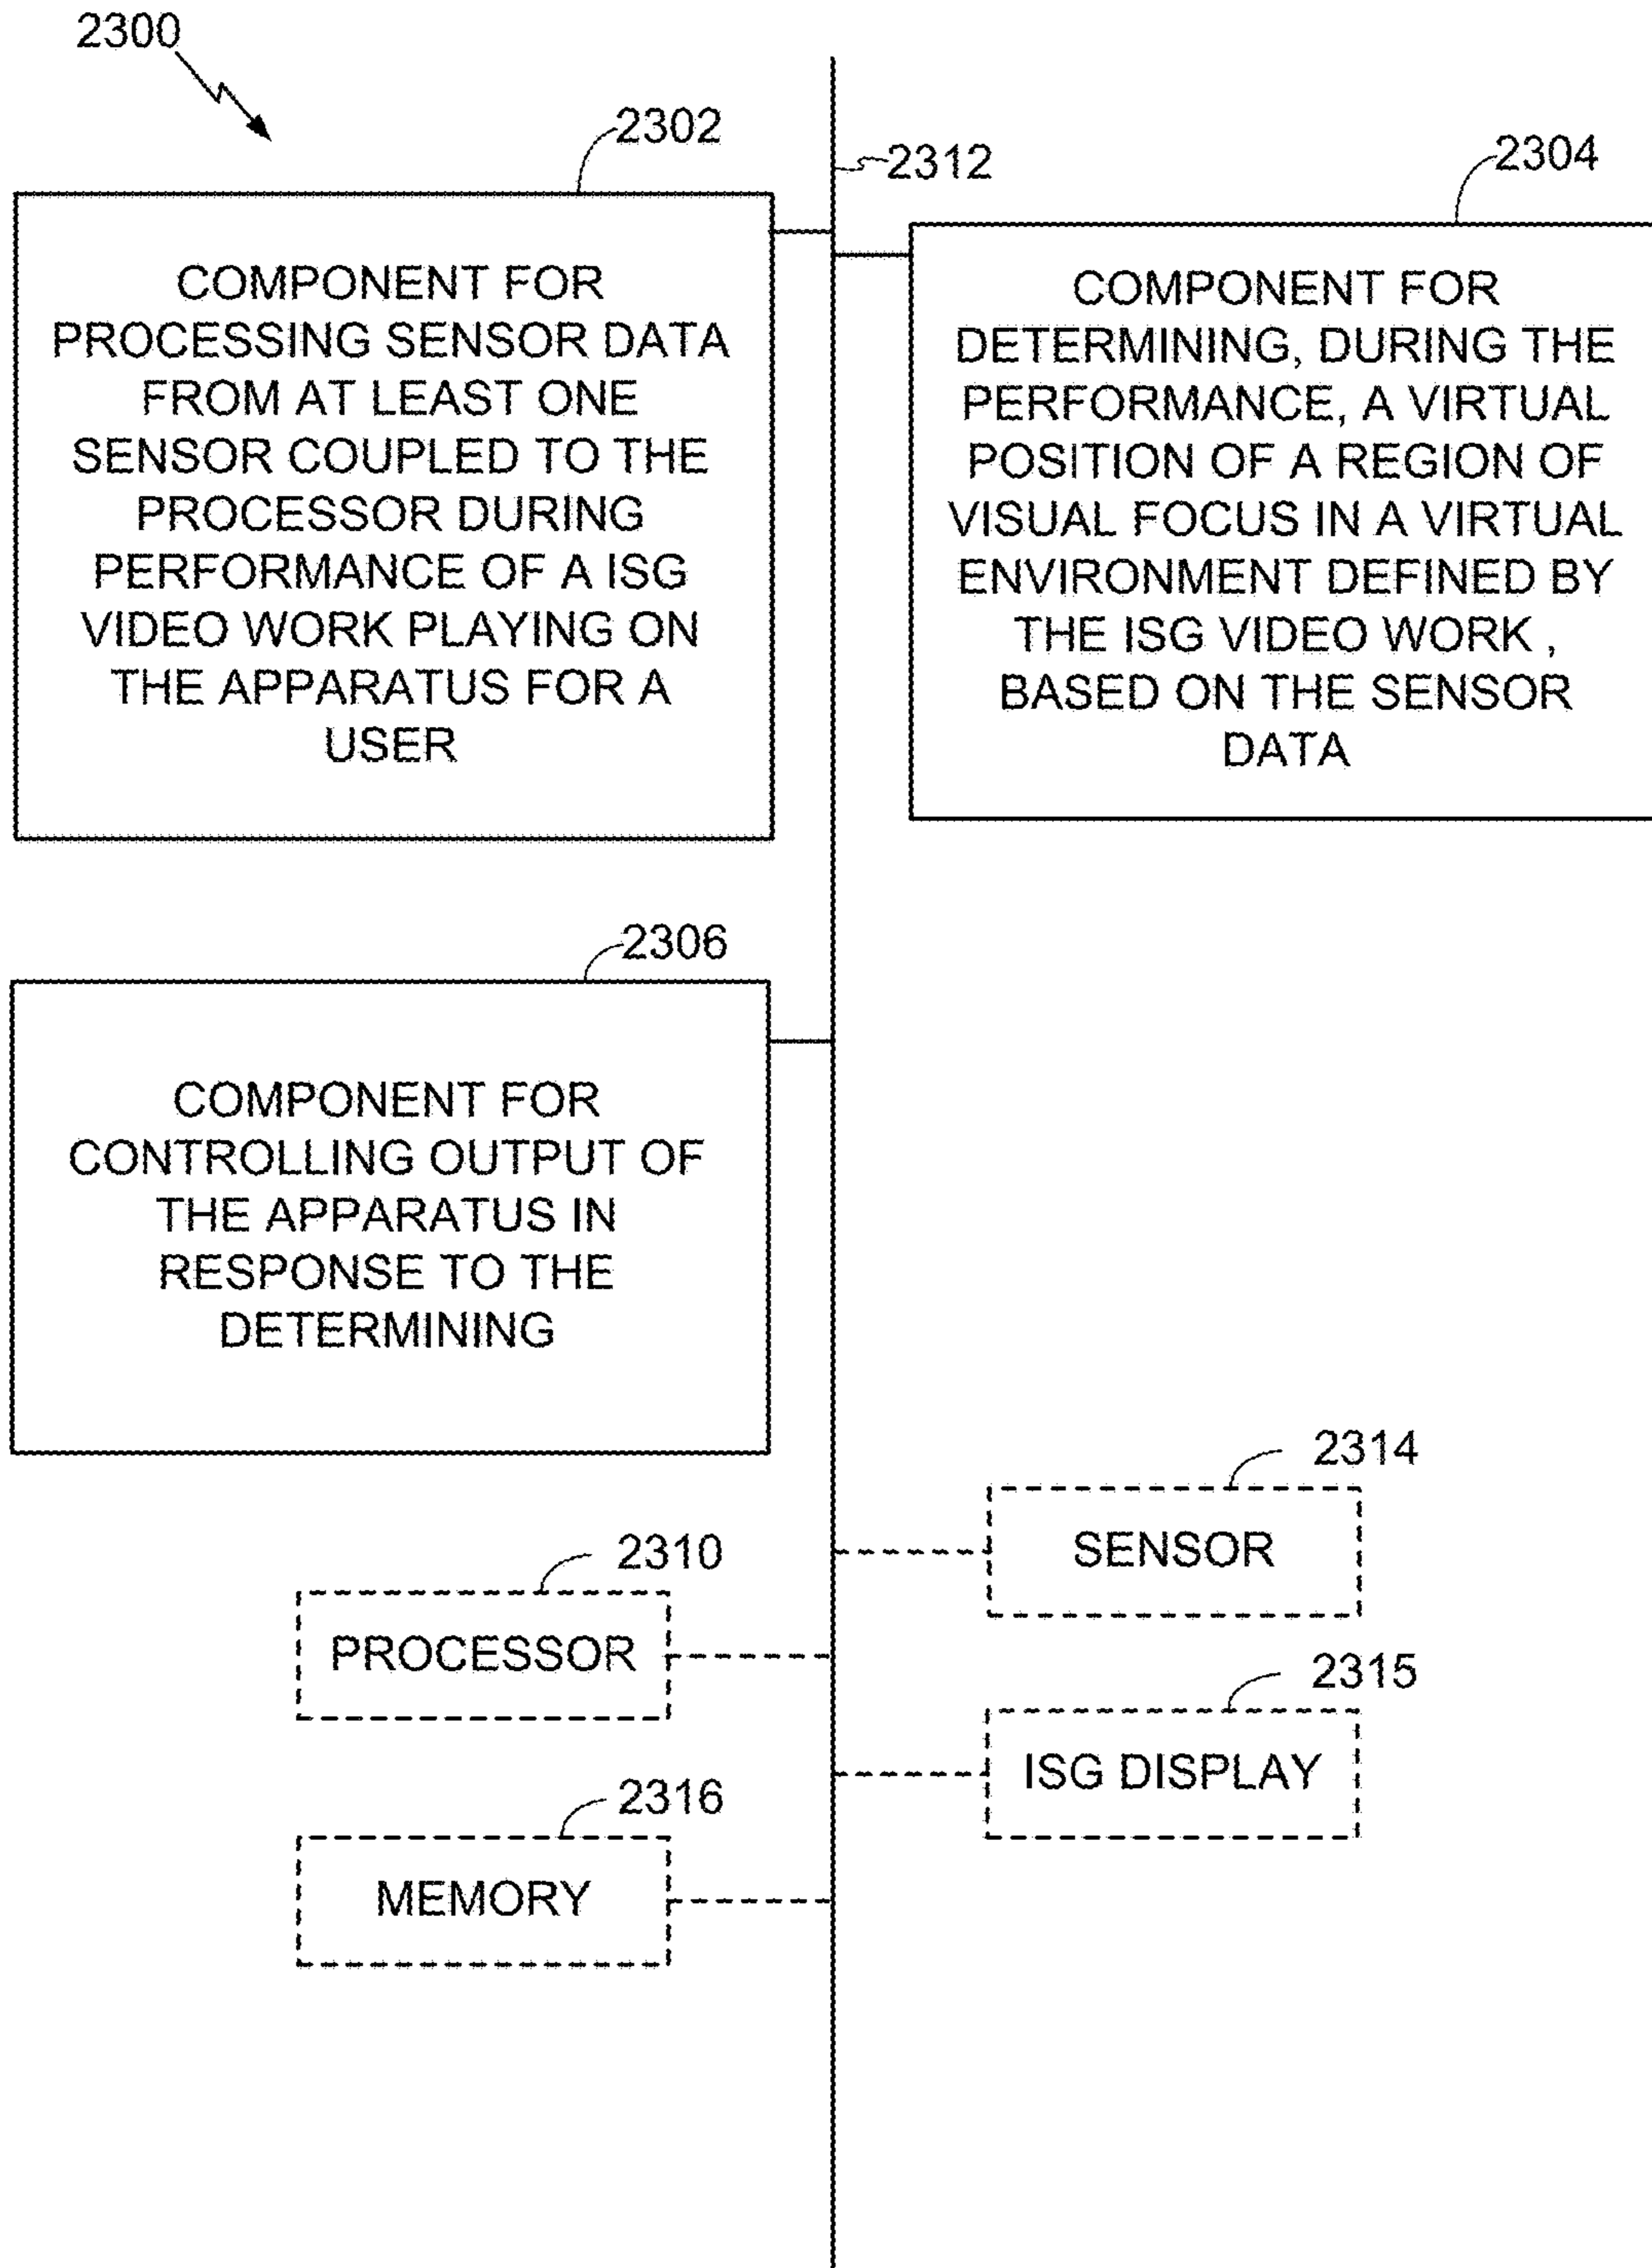 2300
2302
2312
2304
COMPONENT FOR
PROCESSING SENSOR DATA
FROM AT LEAST ONE
SENSOR COUPLED TO THE
PROCESSOR DURING
PERFORMANCE OF A ISG
VIDEO WORK PLAYING ON
THE APPARATUS FOR A
USER
COMPONENT FOR
DETERMINING, DURING THE
PERFORMANCE, A VIRTUAL
POSITION OF A REGION OF
VISUAL FOCUS IN A VIRTUAL
ENVIRONMENT DEFINED BY
THE ISG VIDEO WORK ,
BASED ON THE SENSOR
DATA
2306
COMPONENT FOR
CONTROLLING OUTPUT OF
THE APPARATUS IN
RESPONSE TO THE
DETERMINING
2314
SENSOR
2310
PROCESSOR
2315
ISG DISPLAY
2316
MEMORY